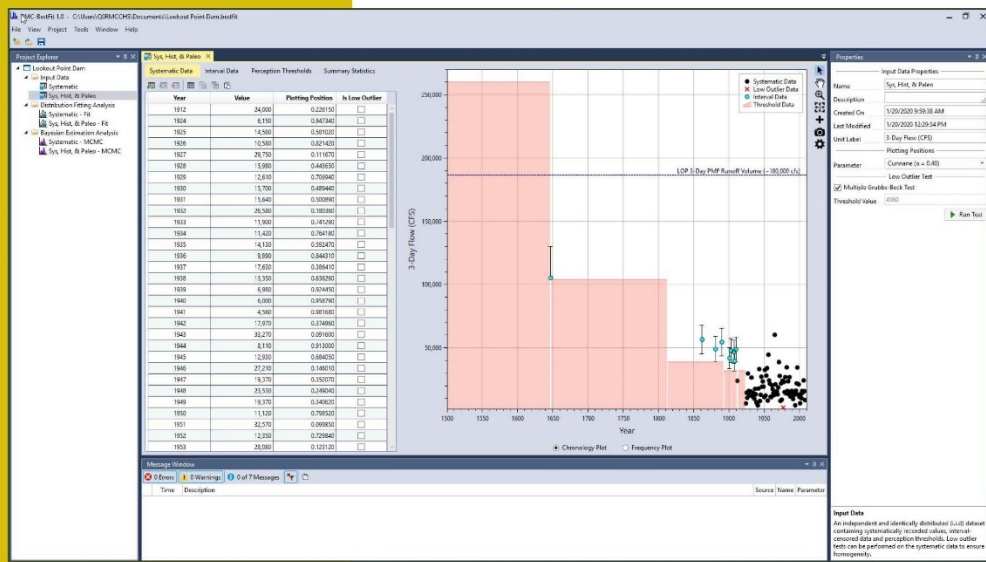 RMC-BestFit 1.0 - C:\Users\Q0RMCCHS\Documents\Lookout Point Dam.bestfit
File View Project Tools Window Help
Project Explorer
Lookout Point Dam
Input Data
Systematic
Sys, Hist, & Paleo
Distribution Fitting Analysis
Systematic - Fit
Sys, Hist, & Paleo - Fit
Bayesian Estimation Analysis
Systematic - MCMC
Sys, Hist, & Paleo - MCMC
Sys, Hist, & Paleo
Systematic Data Interval Data Perception Thresholds Summary Statistics
Year Value Plotting Position Is Low Outlier
1912 24,000 0.226150
1924 6,150 0.947340
1925 14,580 0.581020
1926 10,580 0.821420
1927 29,750 0.111670
1928 15,980 0.443650
1929 12,610 0.706940
1930 15,700 0.489440
1931 15,640 0.500890
1932 26,580 0.180360
1933 11,900 0.741290
1934 11,420 0.764180
1935 14,130 0.592470
1936 9,890 0.844310
1937 17,630 0.386410
1938 13,350 0.638260
1939 6,980 0.924450
1940 6,000 0.958790
1941 4,560 0.981680
1942 17,970 0.374960
1943 33,270 0.091600
1944 8,110 0.913000
1945 12,930 0.684050
1946 27,210 0.146010
1947 19,370 0.352070
1948 23,530 0.249040
1949 19,370 0.340620
1950 11,120 0.798520
1951 32,570 0.099850
1952 12,350 0.729840
1953 28,080 0.123120
3-Day Flow (CFS)
250,000
200,000
150,000
100,000
50,000
Systematic Data
Low Outlier Data
Interval Data
Threshold Data
LOP 3-Day PMF Runoff Volume (~180,000 cfs)
1500 1550 1600 1650 1700 1750 1800 1850 1900 1950 2000
Year
Chronology Plot Frequency Plot
Message Window
0 Errors 0 Warnings 0 of 7 Messages
Time Description Source Name Parameter
Properties
Input Data Properties
Name Sys, Hist, & Paleo
Description
Created On 1/20/2020 9:59:38 AM
Last Modified 1/20/2020 12:29:54 PM
Unit Label 3-Day Flow (CFS)
Plotting Positions
Parameter Cunnane (α = 0.40)
Low Outlier Test
Multiple Grubbs-Beck Test
Threshold Value 4560
Run Test
Input Data
An independent and identically distributed (i.i.d) dataset
containing systematically recorded values, interval-
censored data and perception thresholds. Low outlier
tests can be performed on the systematic data to ensure
homogeneity.